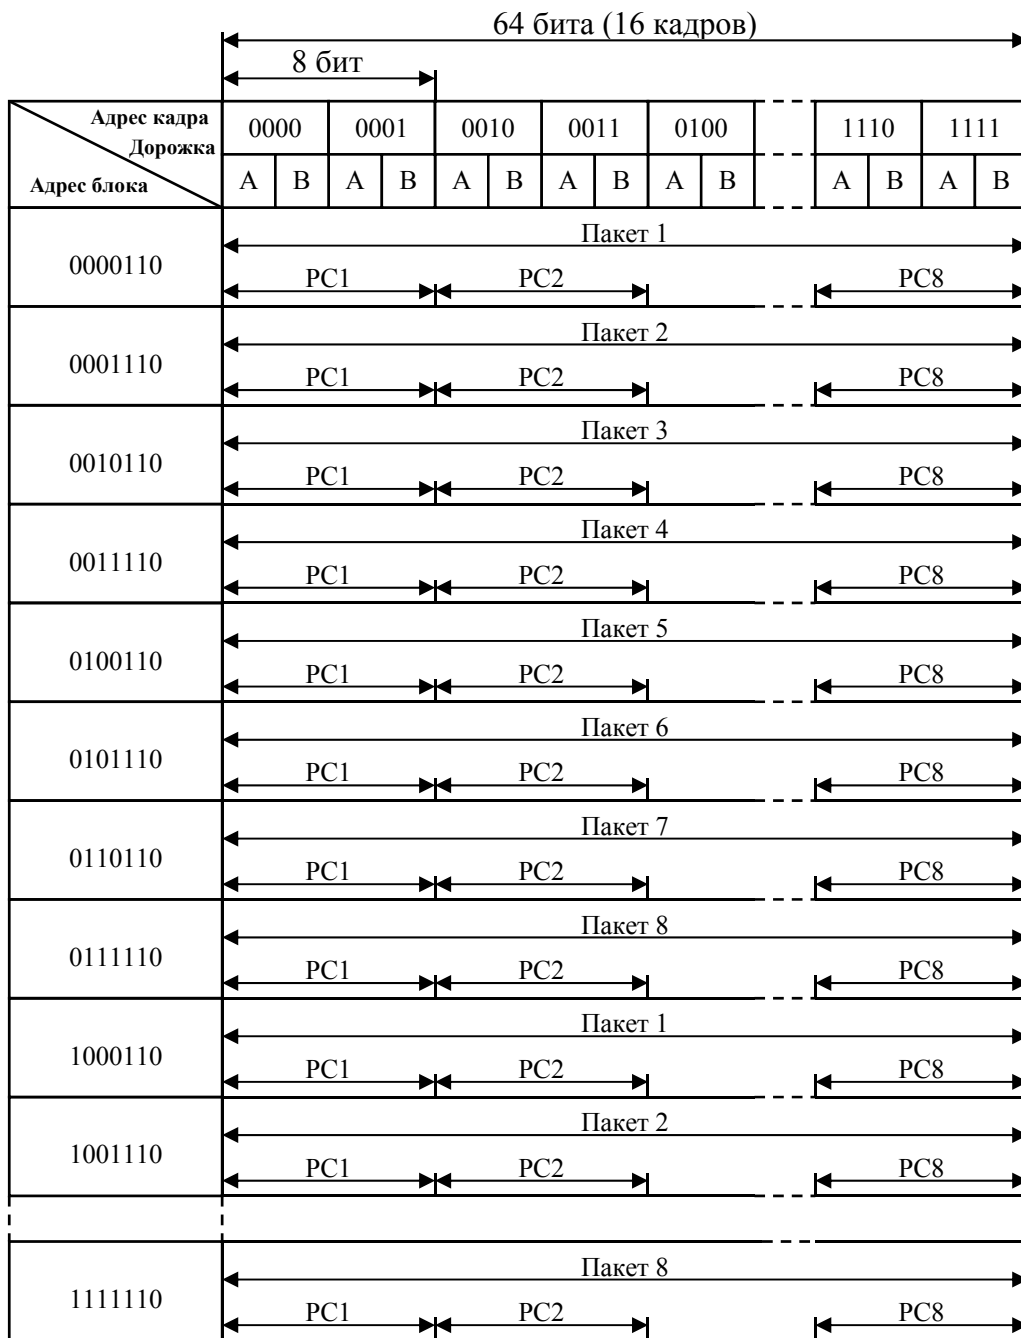 64 бита (16 кадров)
8 бит
Адрес кадра
Дорожка
Адрес блока
0000 0001 0010 0011 0100 1110 1111
A B A B A B A B A B A B A B
Пакет 1
0000110
PC1 PC2 PC8
Пакет 2
0001110
PC1 PC2 PC8
Пакет 3
0010110
PC1 PC2 PC8
Пакет 4
0011110
PC1 PC2 PC8
Пакет 5
0100110
PC1 PC2 PC8
Пакет 6
0101110
PC1 PC2 PC8
Пакет 7
0110110
PC1 PC2 PC8
Пакет 8
0111110
PC1 PC2 PC8
Пакет 1
1000110
PC1 PC2 PC8
Пакет 2
1001110
PC1 PC2 PC8
Пакет 8
1111110
PC1 PC2 PC8